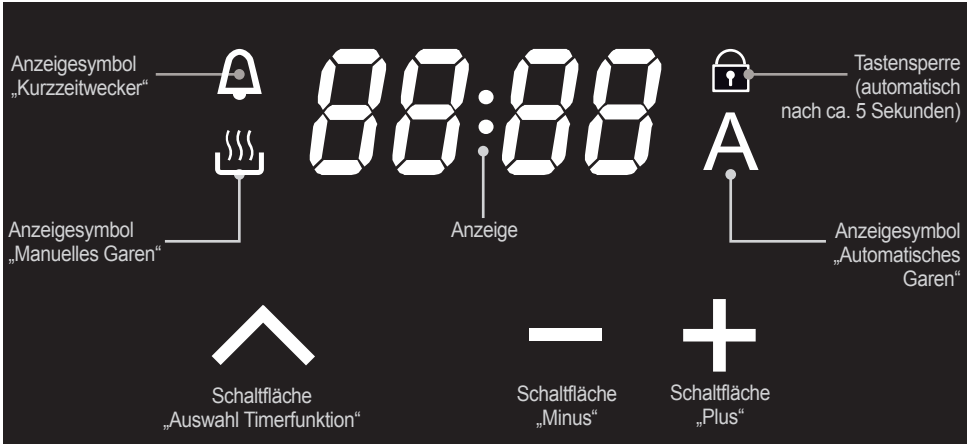 Anzeigesymbol
„Kurzzeitwecker“
88:88
Tastensperre
(automatisch
nach ca. 5 Sekunden)
A
Anzeigesymbol
„Manuelles Garen“
Anzeige
Anzeigesymbol
„Automatisches
Garen“
Schaltfläche
„Auswahl Timerfunktion“
Schaltfläche
„Minus“
Schaltfläche
„Plus“